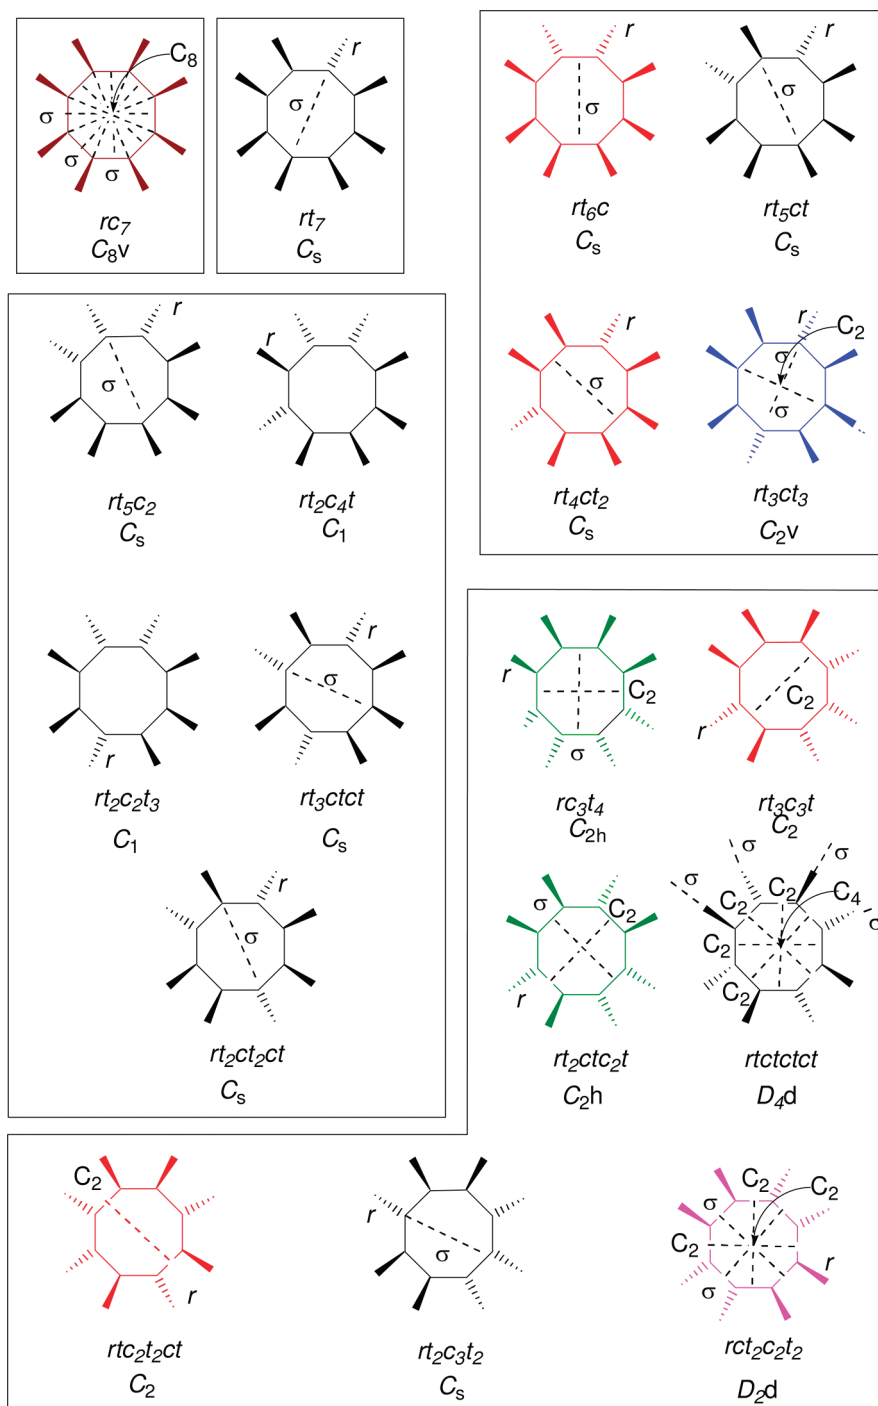 C8
σ
σ
σ
rc7
C8v
r
σ
rt7
Cs
r
σ
rt6c
Cs
r
σ
rt5ct
Cs
r
σ
rt4ct2
Cs
r
C2
σ
σ
rt3ct3
C2v
r
σ
rt5c2
Cs
r
rt2c4t
C1
r
rt2c2t3
C1
r
σ
rt3ctct
Cs
r
σ
rt2ct2ct
Cs
r
C2
σ
rc3t4
C2h
C2
r
rt3c3t
C2
σ
C2
r
rt2ctc2t
C2h
σ
σ
σ
σ
C2
C2
C4
C2
C2
rtctctct
D4d
C2
r
rtc2t2ct
C2
r
σ
rt2c3t2
Cs
σ
C2
C2
C2
σ
r
rct2c2t2
D2d